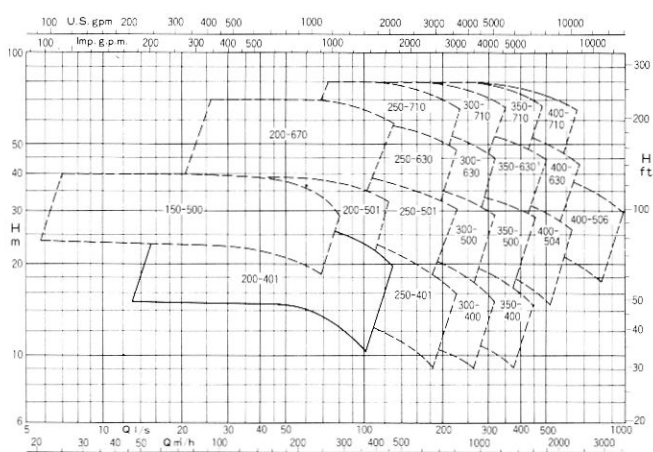 U.S. gpm 100 200 300 400 500 1000 2000 3000 4000 5000 10000
Imp. g.p.m. 100 200 300 400 500 1000 2000 3000 4000 5000 10000
100 50 40 30 20 10 6
H m
300 200 100 50 40 30 20
H ft
250-710 300-710 350-710 400-710
200-670
250-630 300-630 350-630 400-630
150-500 200-501 250-501 300-500 350-500 400-504 400-506
200-401 250-401 300-400 350-400
5 10 Q l/s 20 30 40 50 100 200 300 400 500 1000
20 30 40 50 Q m³/h 100 200 300 400 500 1000 2000 3000